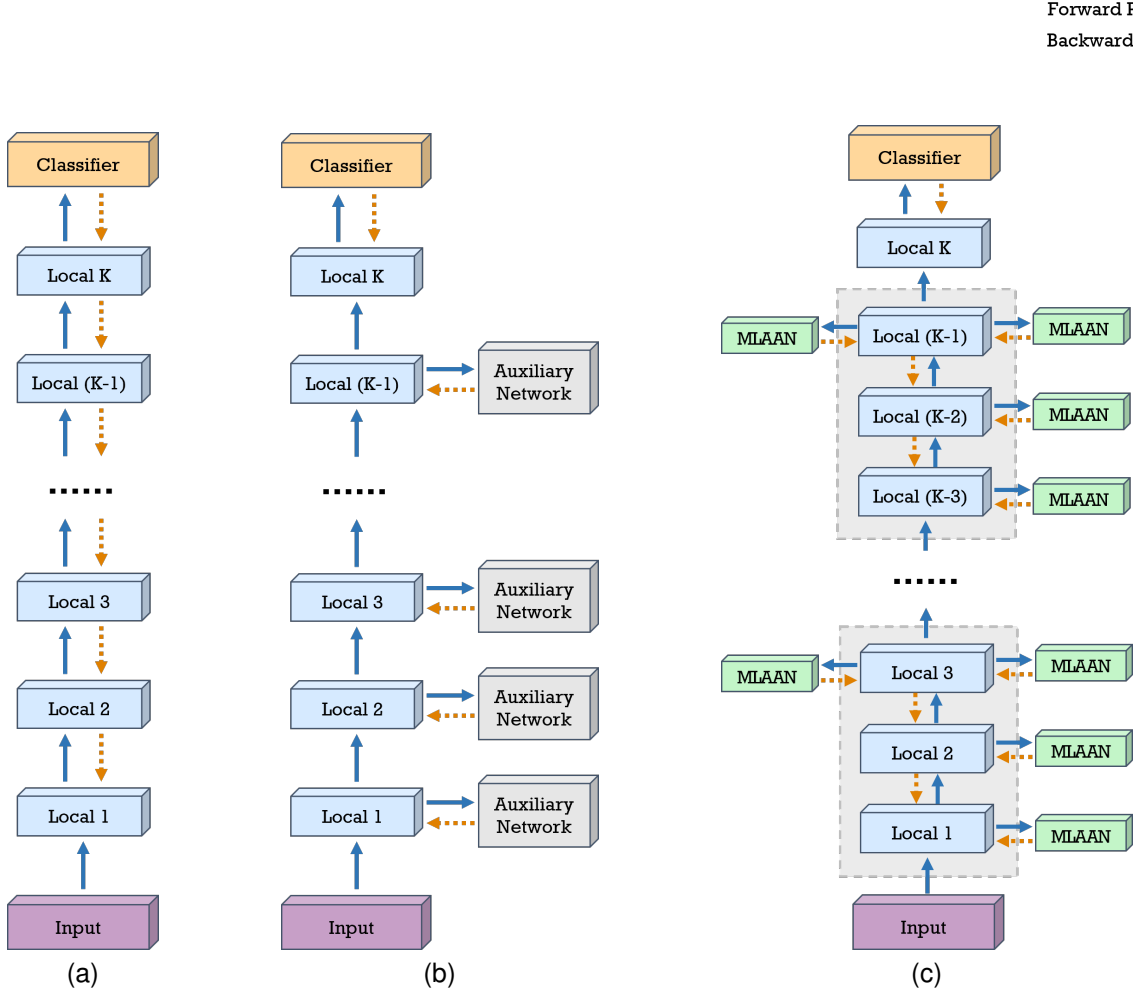 Forward P
Backward
Classifier
Local K
Local (K-1)
......
Local 3
Local 2
Local 1
Input
(a)
Classifier
Local K
Local (K-1)
Auxiliary
Network
......
Local 3
Auxiliary
Network
Local 2
Auxiliary
Network
Local 1
Auxiliary
Network
Input
(b)
Classifier
Local K
MLAAN
Local (K-1)
MLAAN
Local (K-2)
MLAAN
Local (K-3)
MLAAN
......
MLAAN
Local 3
MLAAN
Local 2
MLAAN
Local 1
MLAAN
Input
(c)